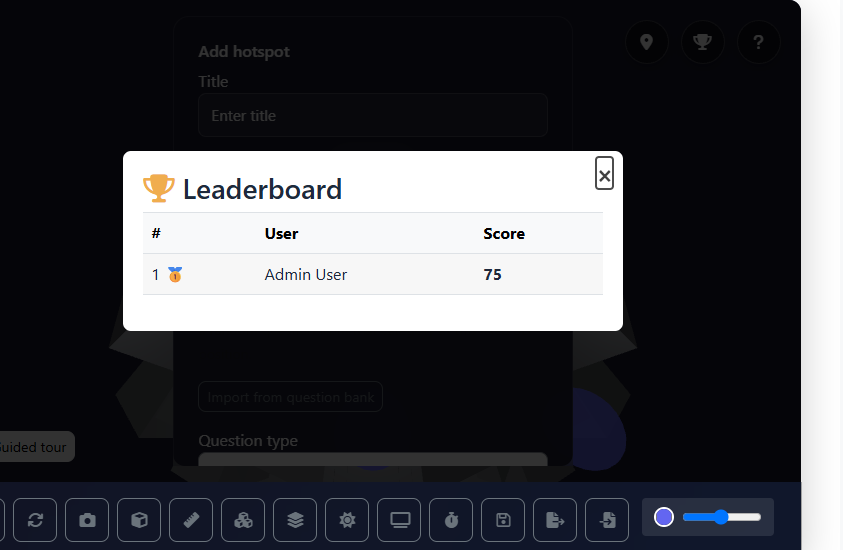 Add hotspot
Title
Enter title
?
Leaderboard
×
# User Score
1 🥇 Admin User 75
Import from question bank
Question type
Guided tour